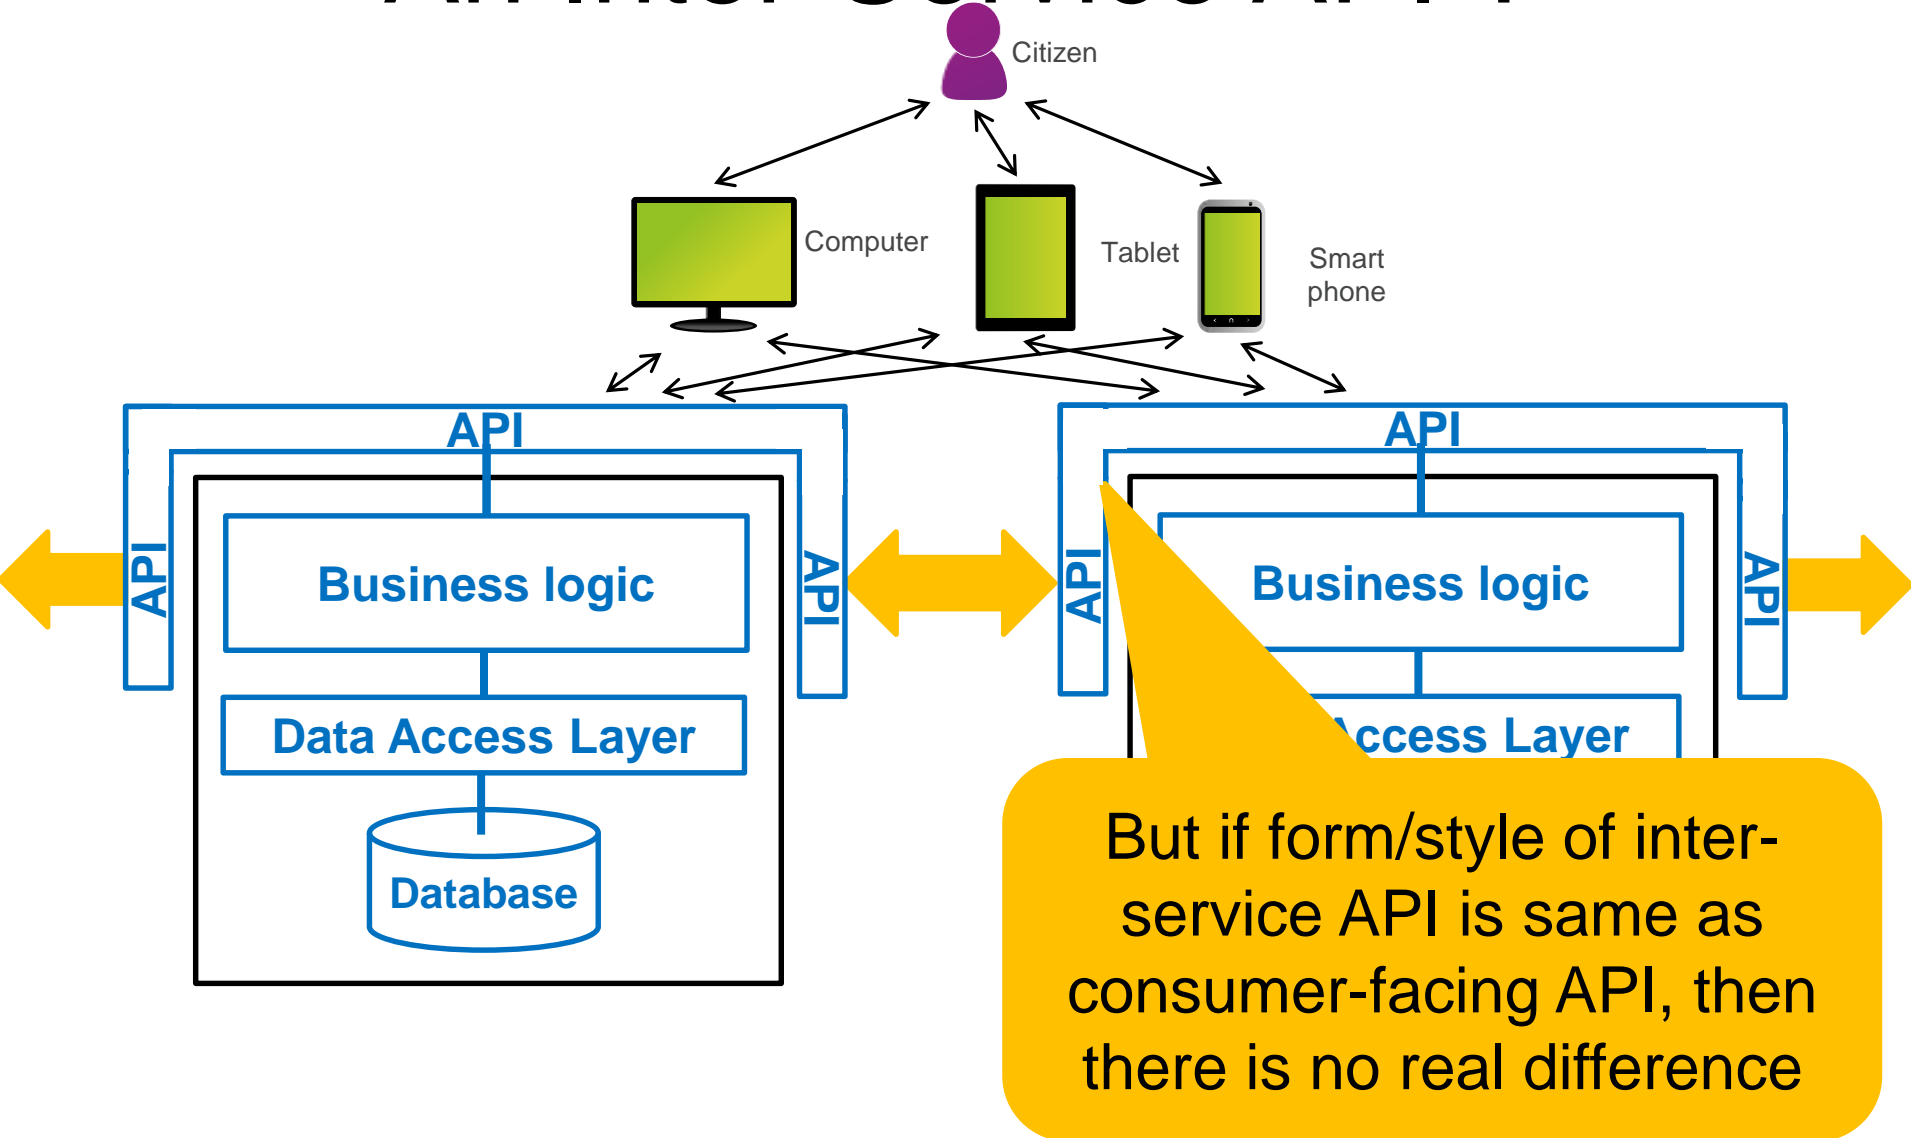 Citizen
Computer
Tablet
Smart
phone
API
API
API
API
API
API
Business logic
Business logic
Data Access Layer
Access Layer
Database
But if form/style of inter-
service API is same as
consumer-facing API, then
there is no real difference